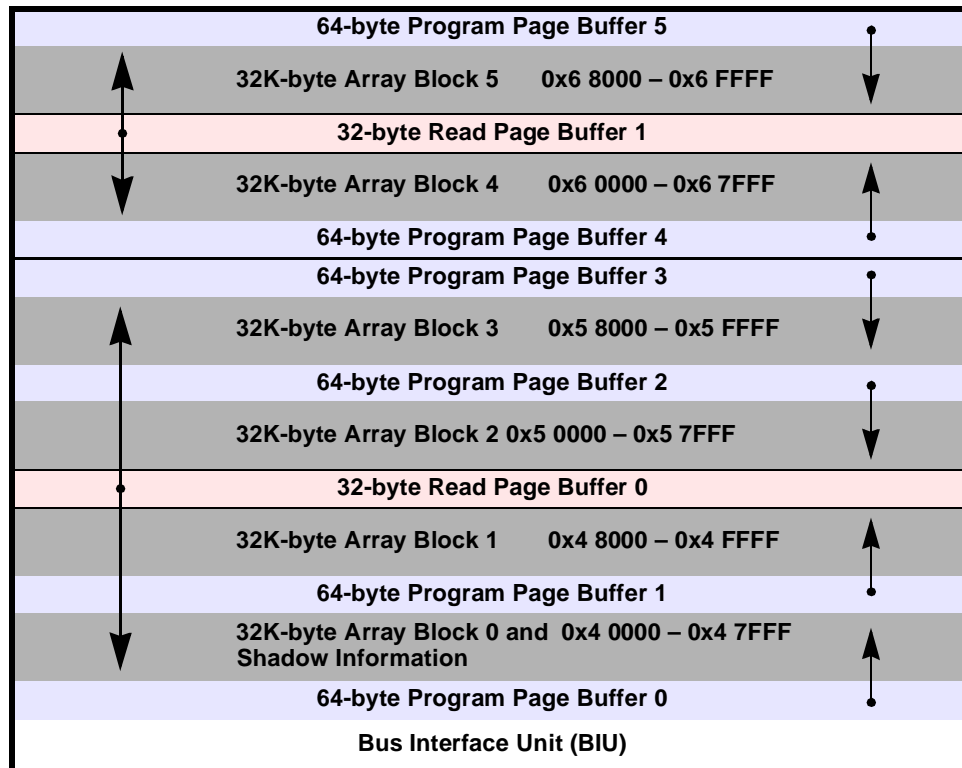 64-byte Program Page Buffer 5
32K-byte Array Block 5 0x6 8000 – 0x6 FFFF
32-byte Read Page Buffer 1
32K-byte Array Block 4 0x6 0000 – 0x6 7FFF
64-byte Program Page Buffer 4
64-byte Program Page Buffer 3
32K-byte Array Block 3 0x5 8000 – 0x5 FFFF
64-byte Program Page Buffer 2
32K-byte Array Block 2 0x5 0000 – 0x5 7FFF
32-byte Read Page Buffer 0
32K-byte Array Block 1 0x4 8000 – 0x4 FFFF
64-byte Program Page Buffer 1
32K-byte Array Block 0 and 0x4 0000 – 0x4 7FFF
Shadow Information
64-byte Program Page Buffer 0
Bus Interface Unit (BIU)